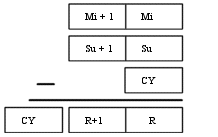 Mi + 1 Mi
Su + 1 Su
— CY
CY R+1 R